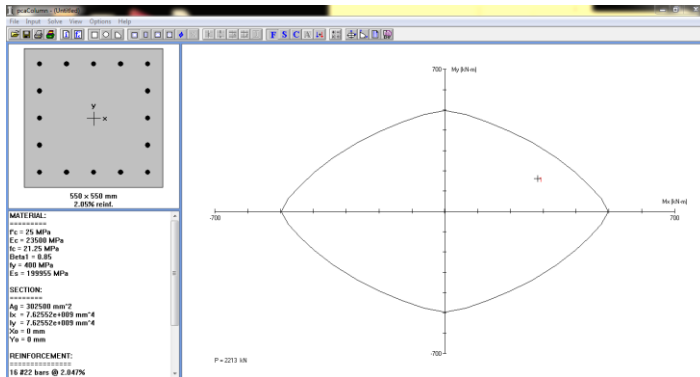 pcaColumn - (Untitled)
File Input Solve View Options Help
F S C
y
x
550 x 550 mm
2.05% reint.
MATERIAL:
=========
f'c = 25 MPa
Ec = 23500 MPa
fc = 21.25 MPa
Beta1 = 0.85
fy = 400 MPa
Es = 199955 MPa
SECTION:
========
Ag = 302500 mm^2
Ix = 7.62552e+009 mm^4
Iy = 7.62552e+009 mm^4
Xo = 0 mm
Yo = 0 mm
REINFORCEMENT:
==============
16 #22 bars @ 2.047%
700
My (kN-m)
-700
Mx (kN-m)
700
-700
P = 2213 kN